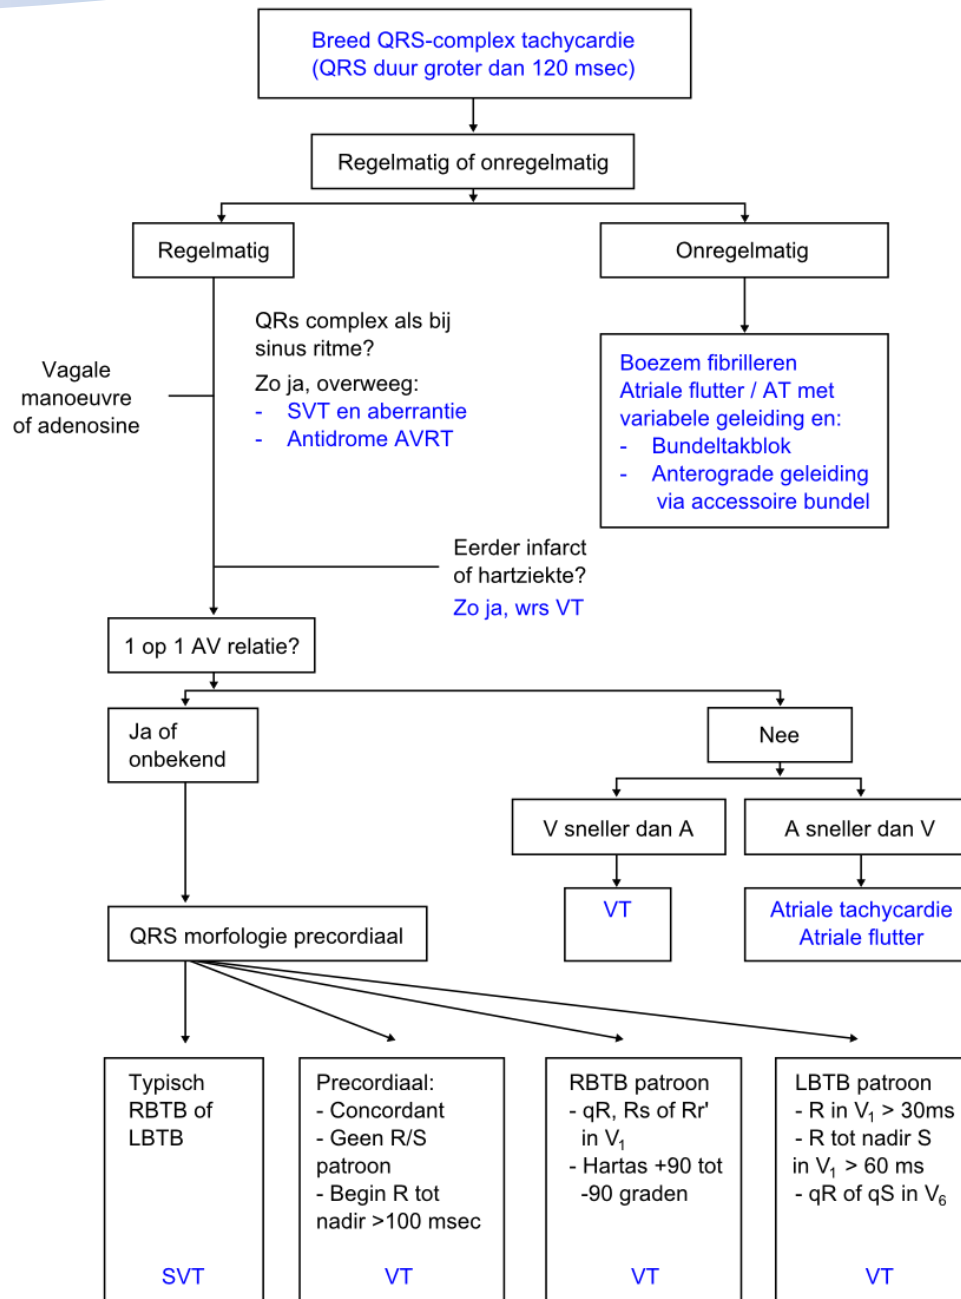 Breed QRS-complex tachycardie
(QRS duur groter dan 120 msec)
Regelmatig of onregelmatig
Regelmatig
Onregelmatig
QRs complex als bij
sinus ritme?
Zo ja, overweeg:
- SVT en aberrantie
- Antidrome AVRT
Vagale
manoeuvre
of adenosine
Boezem fibrilleren
Atriale flutter / AT met
variabele geleiding en:
- Bundeltakblok
- Anterograde geleiding
via accessoire bundel
Eerder infarct
of hartziekte?
Zo ja, wrs VT
1 op 1 AV relatie?
Ja of
onbekend
Nee
V sneller dan A
A sneller dan V
VT
Atriale tachycardie
Atriale flutter
QRS morfologie precordiaal
Typisch
RBTB of
LBTB
SVT
Precordiaal:
- Concordant
- Geen R/S
patroon
- Begin R tot
nadir >100 msec
VT
RBTB patroon
- qR, Rs of Rr'
in V₁
- Hartas +90 tot
-90 graden
VT
LBTB patroon
- R in V₁ > 30ms
- R tot nadir S
in V₁ > 60 ms
- qR of qS in V₆
VT